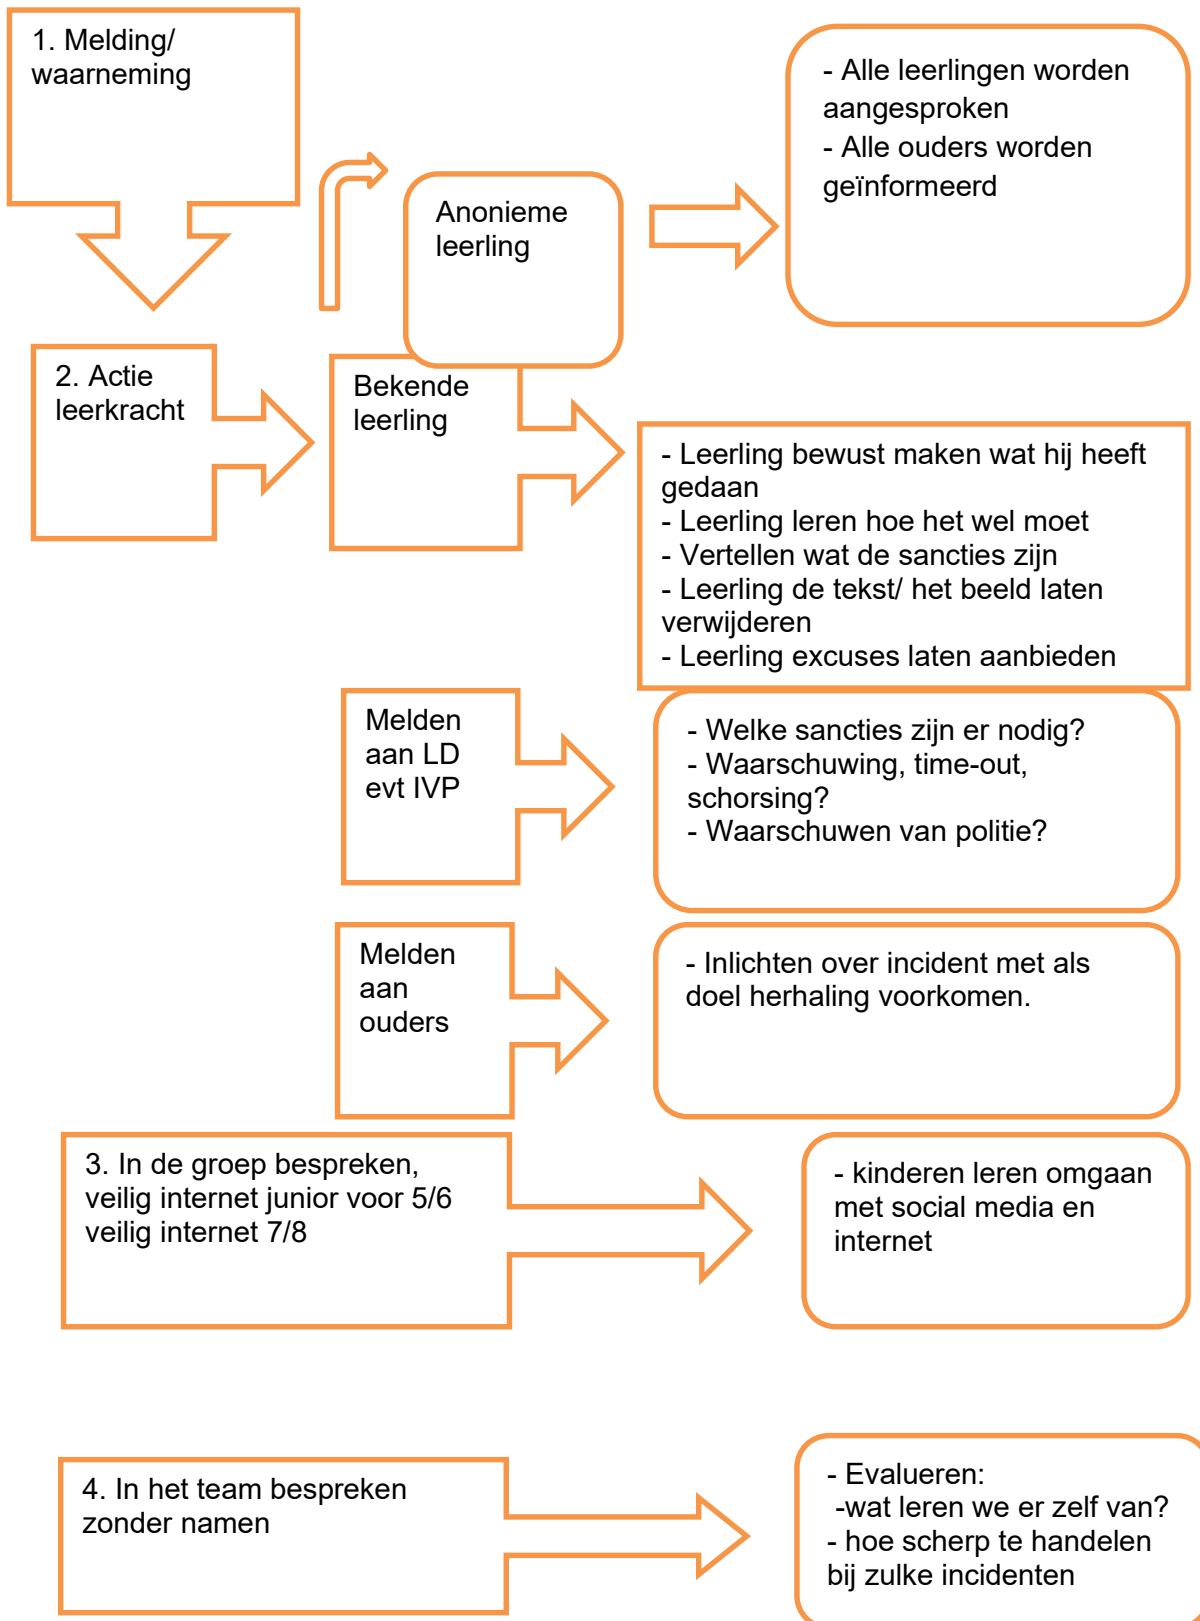 1. Melding/
waarneming
- Alle leerlingen worden
aangesproken
- Alle ouders worden
geïnformeerd
Anonieme
leerling
2. Actie
leerkracht
Bekende
leerling
- Leerling bewust maken wat hij heeft
gedaan
- Leerling leren hoe het wel moet
- Vertellen wat de sancties zijn
- Leerling de tekst/ het beeld laten
verwijderen
- Leerling excuses laten aanbieden
Melden
aan LD
evt IVP
- Welke sancties zijn er nodig?
- Waarschuwing, time-out,
schorsing?
- Waarschuwen van politie?
Melden
aan
ouders
- Inlichten over incident met als
doel herhaling voorkomen.
3. In de groep bespreken,
veilig internet junior voor 5/6
veilig internet 7/8
- kinderen leren omgaan
met social media en
internet
4. In het team bespreken
zonder namen
- Evalueren:
-wat leren we er zelf van?
- hoe scherp te handelen
bij zulke incidenten